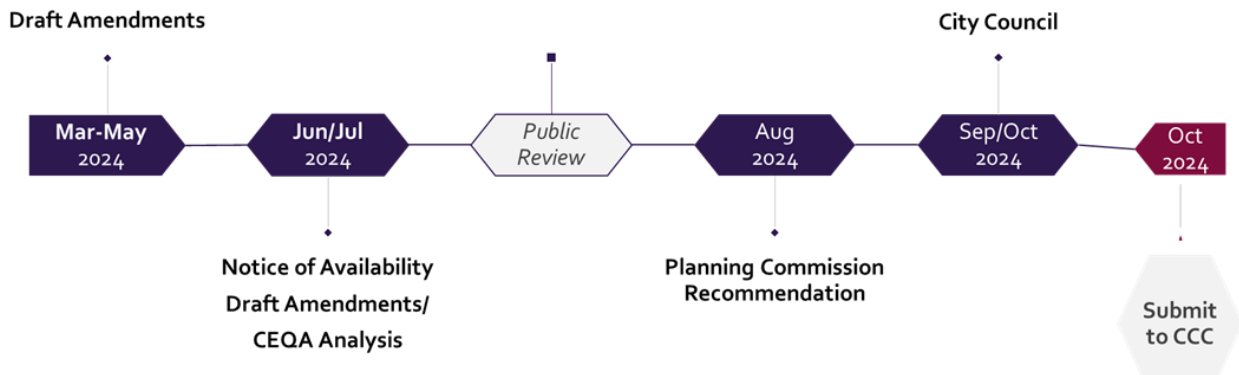 Draft Amendments
City Council
Mar-May
2024
Jun/Jul
2024
Public
Review
Aug
2024
Sep/Oct
2024
Oct
2024
Notice of Availability
Draft Amendments/
CEQA Analysis
Planning Commission
Recommendation
Submit
to CCC